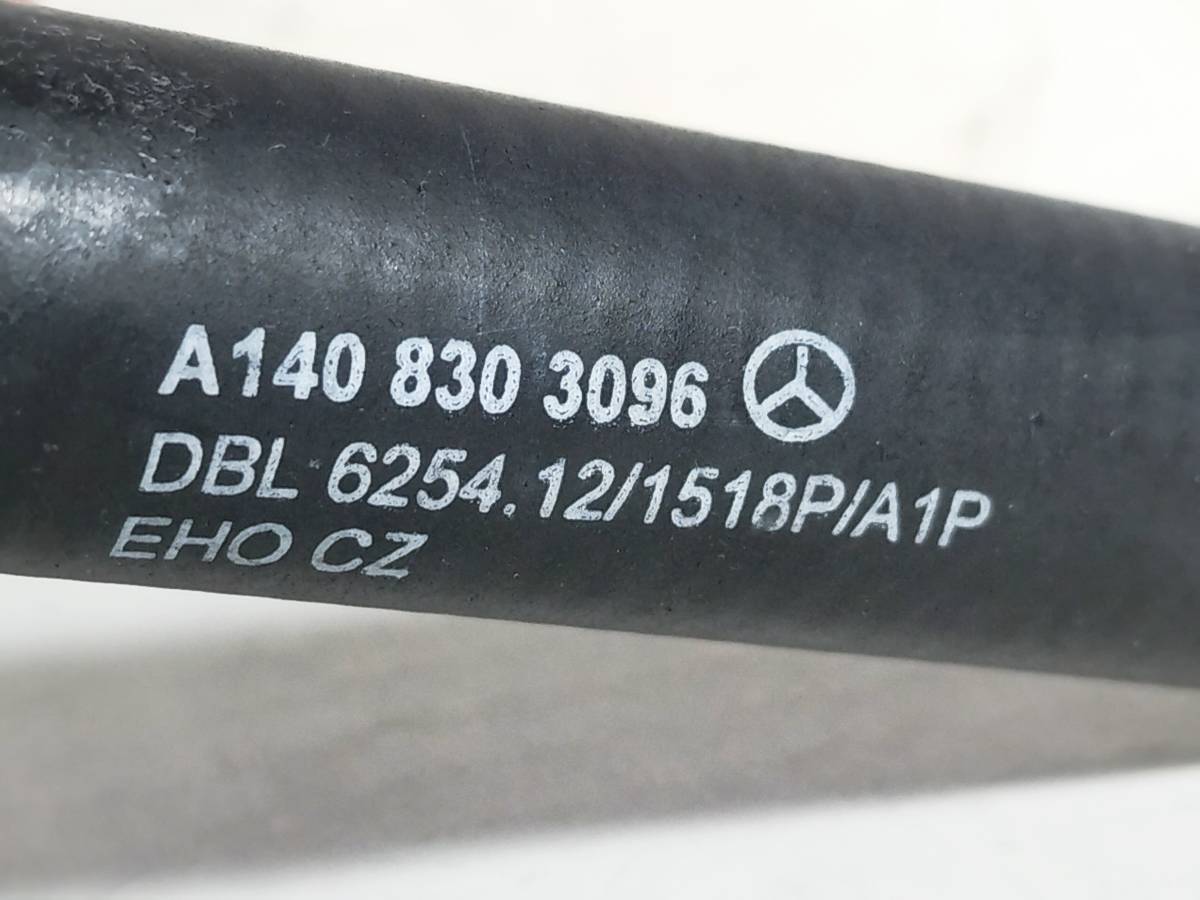 A140 830 3096
DBL 6254.12/1518P/A1P
EHO CZ